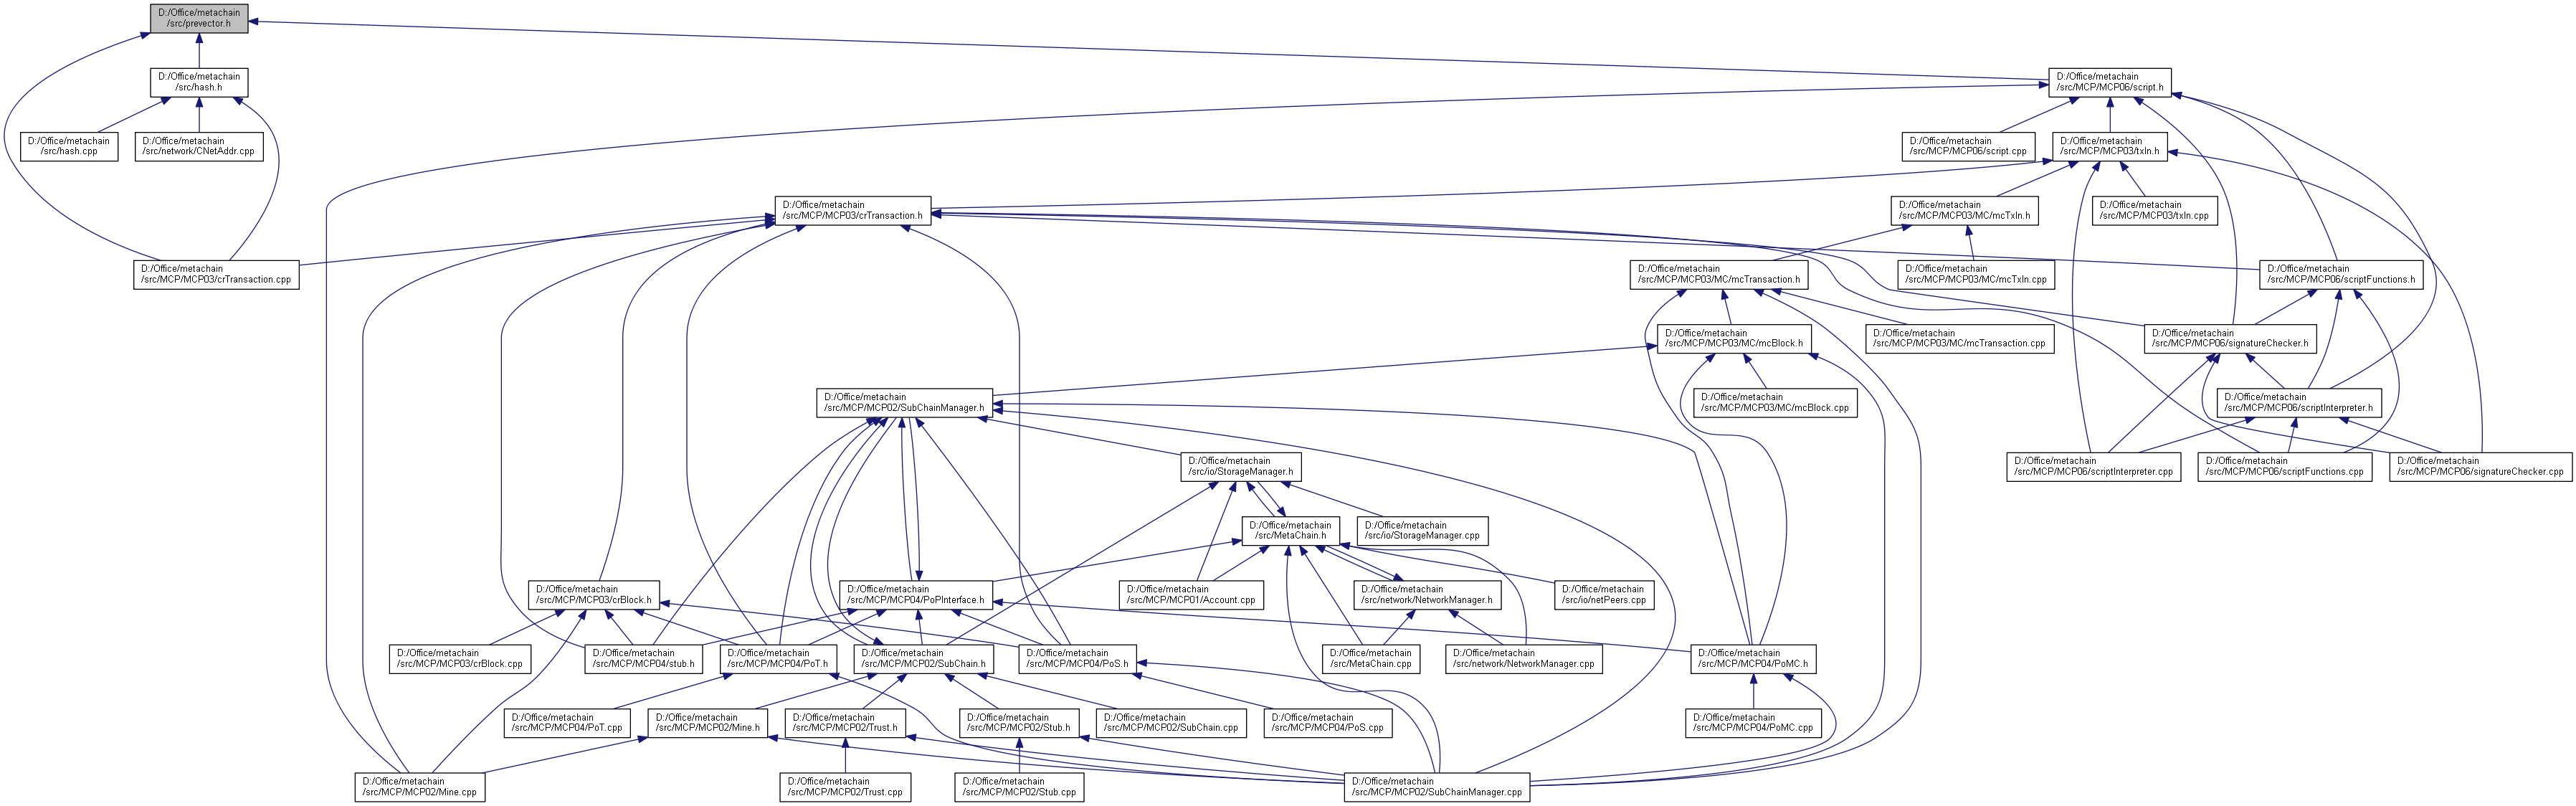 D:/Office/metachain
/src/prevector.h
D:/Office/metachain
/src/hash.h
D:/Office/metachain
/src/MCP/MCP06/script.h
D:/Office/metachain
/src/hash.cpp
D:/Office/metachain
/src/network/CNetAddr.cpp
D:/Office/metachain
/src/MCP/MCP06/script.cpp
D:/Office/metachain
/src/MCP/MCP03/txIn.h
D:/Office/metachain
/src/MCP/MCP03/crTransaction.h
D:/Office/metachain
/src/MCP/MCP03/MC/mcTxIn.h
D:/Office/metachain
/src/MCP/MCP03/txIn.cpp
D:/Office/metachain
/src/MCP/MCP03/crTransaction.cpp
D:/Office/metachain
/src/MCP/MCP03/MC/mcTransaction.h
D:/Office/metachain
/src/MCP/MCP03/MC/mcTxIn.cpp
D:/Office/metachain
/src/MCP/MCP06/scriptFunctions.h
D:/Office/metachain
/src/MCP/MCP03/MC/mcBlock.h
D:/Office/metachain
/src/MCP/MCP03/MC/mcTransaction.cpp
D:/Office/metachain
/src/MCP/MCP06/signatureChecker.h
D:/Office/metachain
/src/MCP/MCP02/SubChainManager.h
D:/Office/metachain
/src/MCP/MCP03/MC/mcBlock.cpp
D:/Office/metachain
/src/MCP/MCP06/scriptInterpreter.h
D:/Office/metachain
/src/io/StorageManager.h
D:/Office/metachain
/src/MCP/MCP06/scriptInterpreter.cpp
D:/Office/metachain
/src/MCP/MCP06/scriptFunctions.cpp
D:/Office/metachain
/src/MCP/MCP06/signatureChecker.cpp
D:/Office/metachain
/src/MetaChain.h
D:/Office/metachain
/src/io/StorageManager.cpp
D:/Office/metachain
/src/MCP/MCP03/crBlock.h
D:/Office/metachain
/src/MCP/MCP04/PoPInterface.h
D:/Office/metachain
/src/MCP/MCP01/Account.cpp
D:/Office/metachain
/src/network/NetworkManager.h
D:/Office/metachain
/src/io/netPeers.cpp
D:/Office/metachain
/src/MCP/MCP03/crBlock.cpp
D:/Office/metachain
/src/MCP/MCP04/stub.h
D:/Office/metachain
/src/MCP/MCP04/PoT.h
D:/Office/metachain
/src/MCP/MCP02/SubChain.h
D:/Office/metachain
/src/MCP/MCP04/PoS.h
D:/Office/metachain
/src/MetaChain.cpp
D:/Office/metachain
/src/network/NetworkManager.cpp
D:/Office/metachain
/src/MCP/MCP04/PoMC.h
D:/Office/metachain
/src/MCP/MCP04/PoT.cpp
D:/Office/metachain
/src/MCP/MCP02/Mine.h
D:/Office/metachain
/src/MCP/MCP02/Trust.h
D:/Office/metachain
/src/MCP/MCP02/Stub.h
D:/Office/metachain
/src/MCP/MCP02/SubChain.cpp
D:/Office/metachain
/src/MCP/MCP04/PoS.cpp
D:/Office/metachain
/src/MCP/MCP04/PoMC.cpp
D:/Office/metachain
/src/MCP/MCP02/Mine.cpp
D:/Office/metachain
/src/MCP/MCP02/Trust.cpp
D:/Office/metachain
/src/MCP/MCP02/Stub.cpp
D:/Office/metachain
/src/MCP/MCP02/SubChainManager.cpp